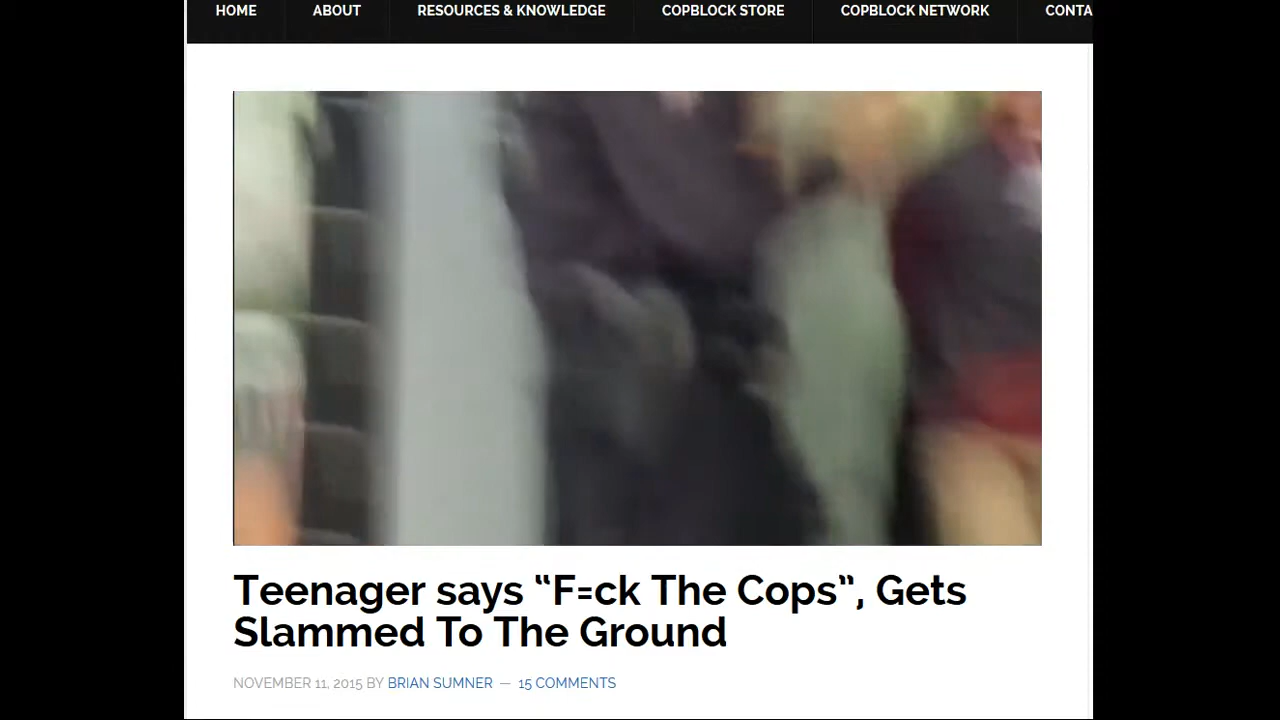 HOME ABOUT RESOURCES & KNOWLEDGE COPBLOCK STORE COPBLOCK NETWORK CONTA
Teenager says “F=ck The Cops”, Gets
Slammed To The Ground
NOVEMBER 11, 2015 BY BRIAN SUMNER — 15 COMMENTS